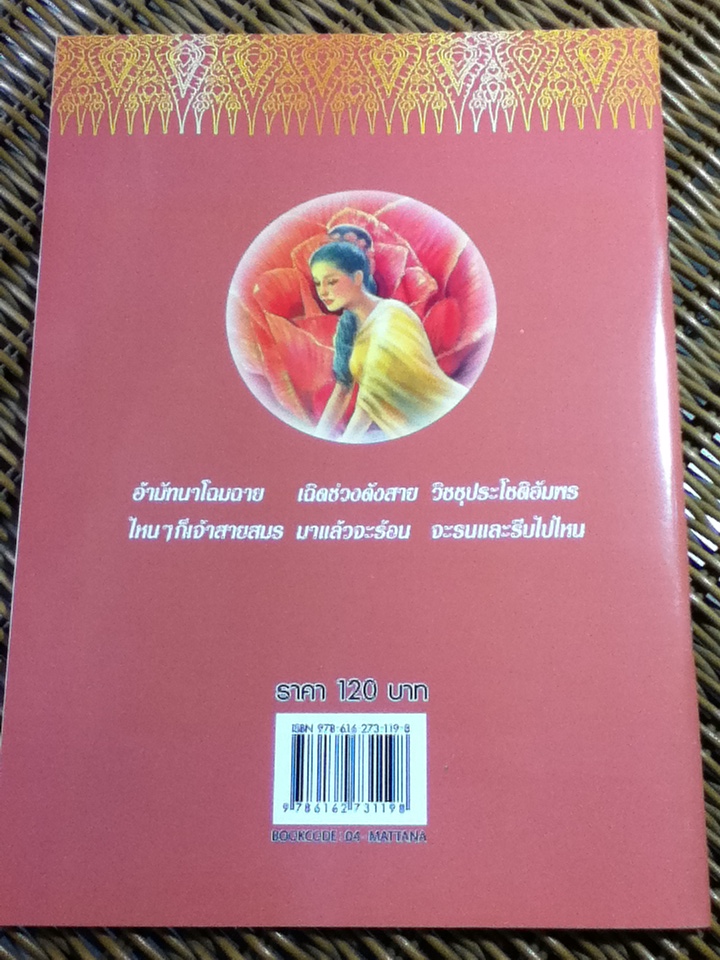 อ้ามัทนาโฉมฉาย เฉิดช่วงดังสาย วิชชุประโชติอัมพร
ไหนๆก็เจ้าสายสมร มาแล้วจะร้อน จะรนและรีบไปไหน
ราคา 120 บาท
ISBN 978-616-273-119-8
9 786162 731198
BOOKCODE 04 MATTANA